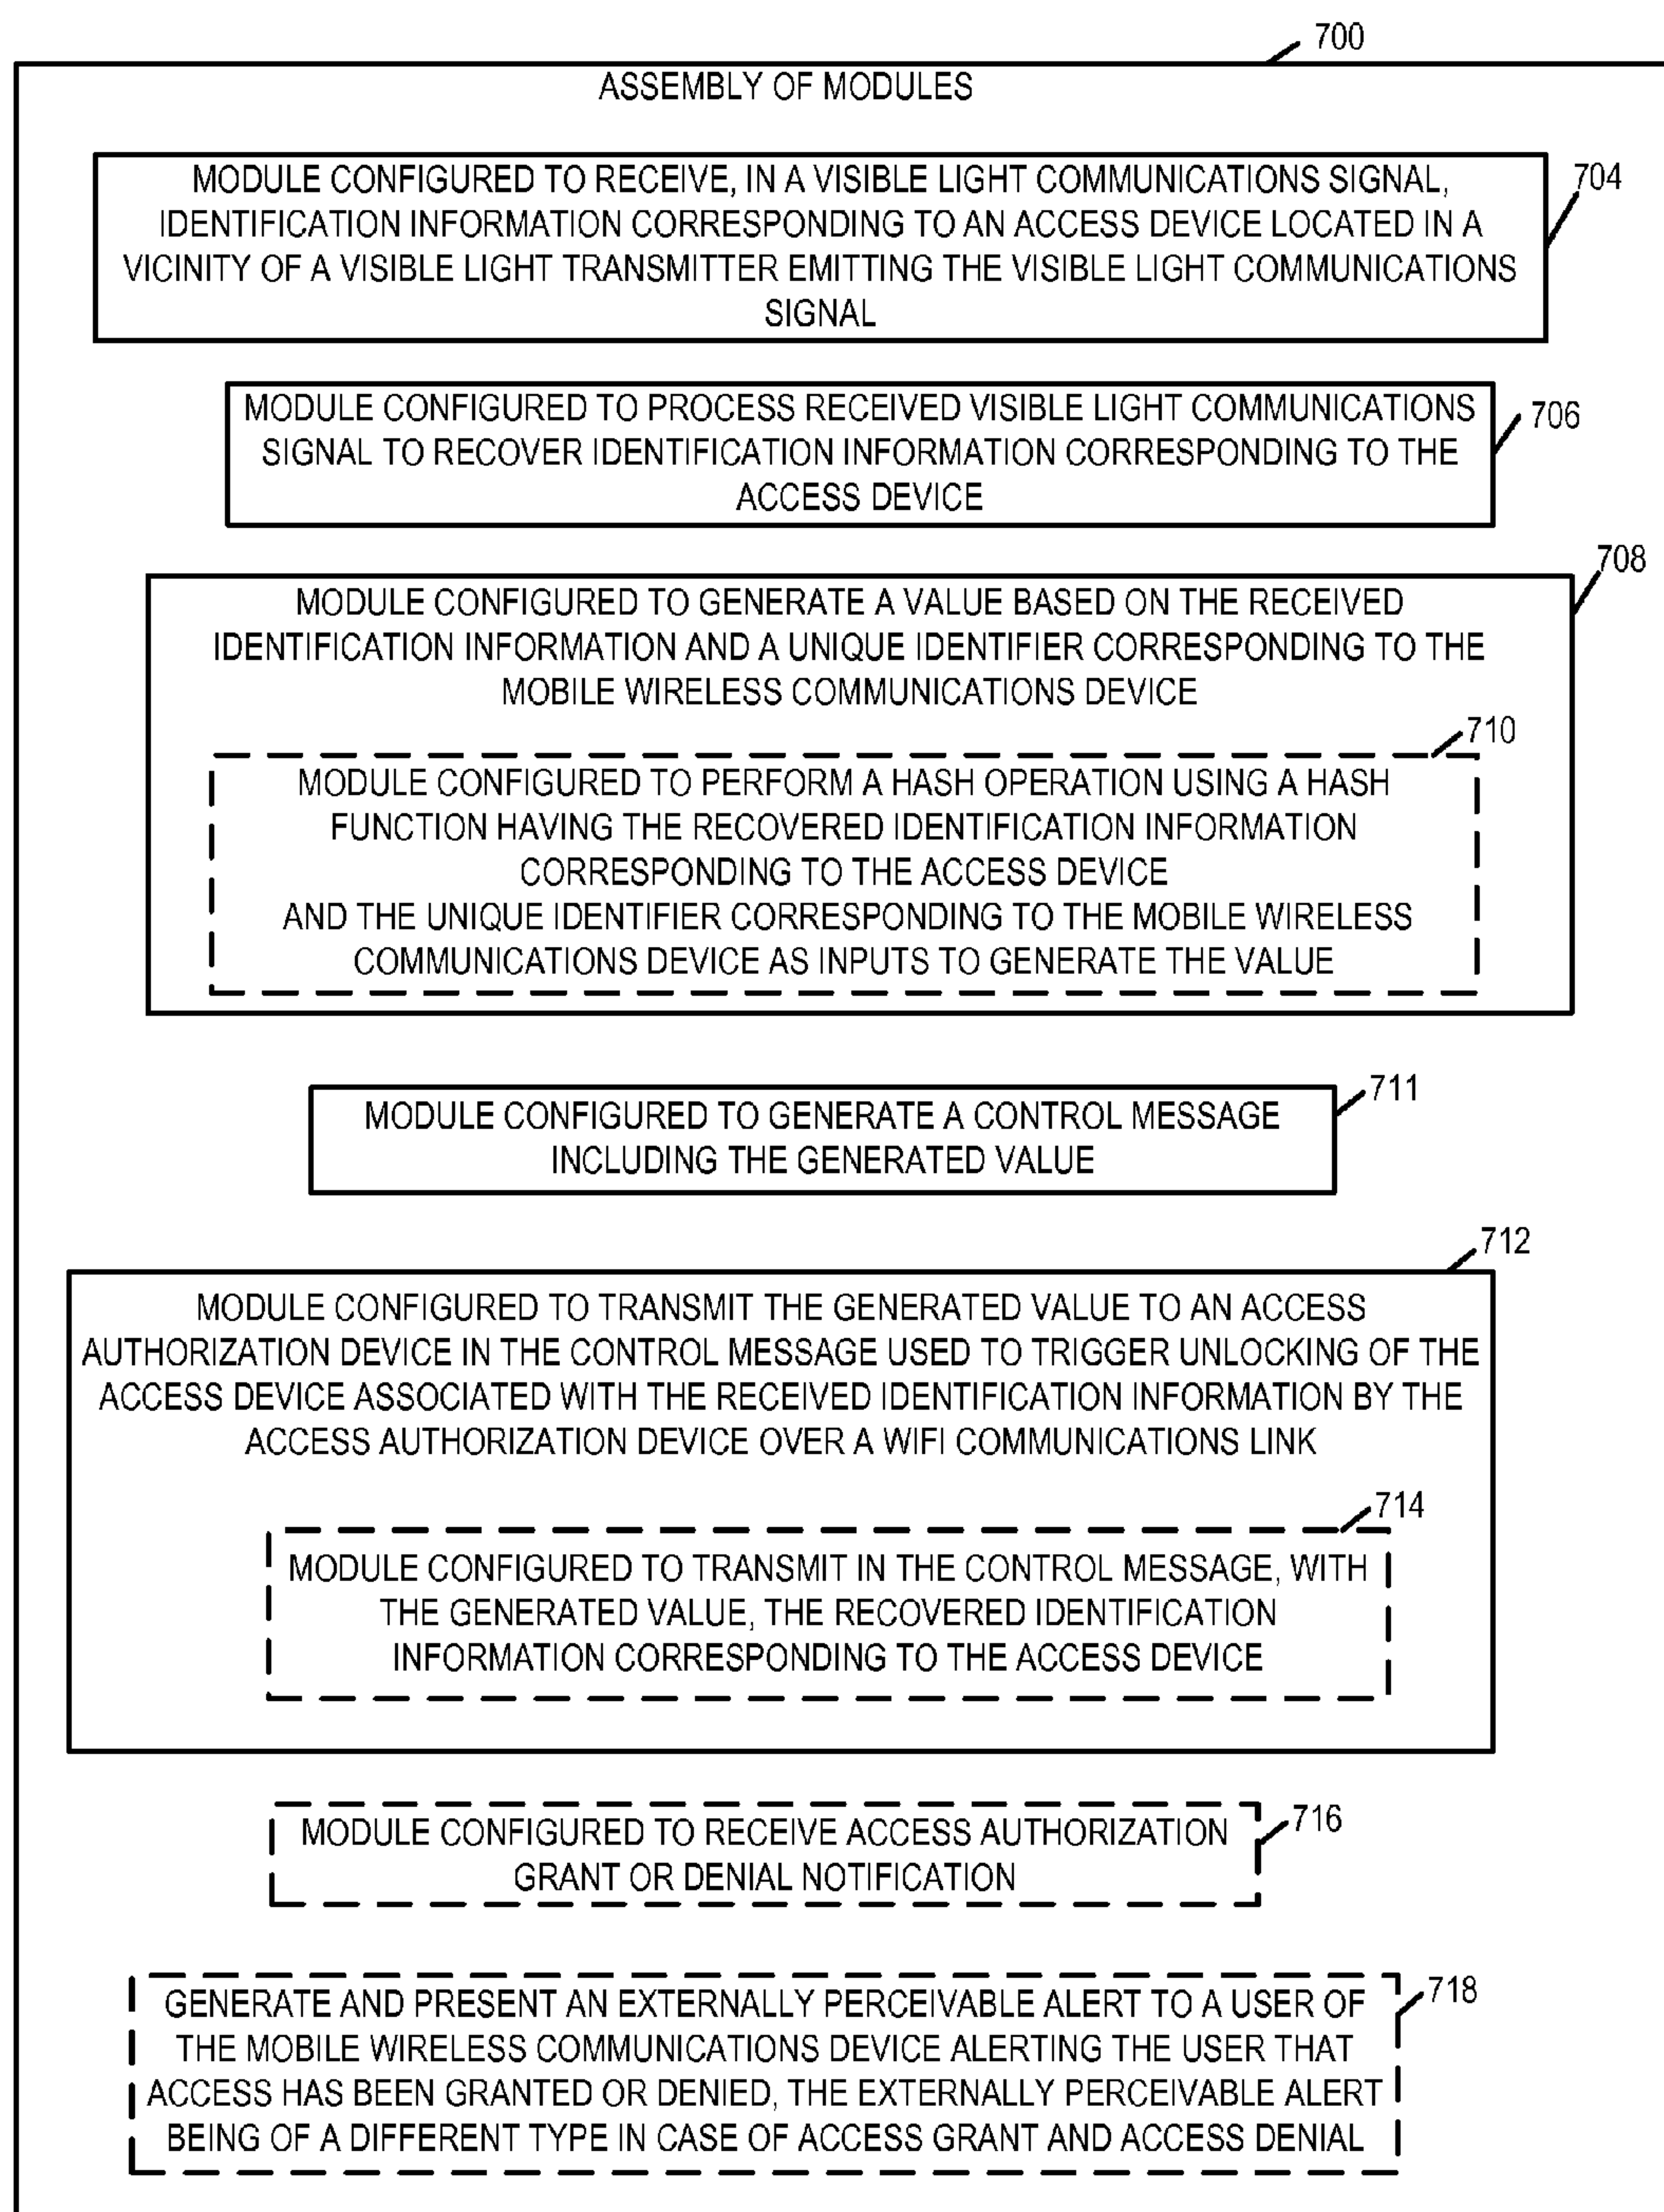 700
ASSEMBLY OF MODULES
MODULE CONFIGURED TO RECEIVE, IN A VISIBLE LIGHT COMMUNICATIONS SIGNAL,
IDENTIFICATION INFORMATION CORRESPONDING TO AN ACCESS DEVICE LOCATED IN A
VICINITY OF A VISIBLE LIGHT TRANSMITTER EMITTING THE VISIBLE LIGHT COMMUNICATIONS
SIGNAL
704
MODULE CONFIGURED TO PROCESS RECEIVED VISIBLE LIGHT COMMUNICATIONS
SIGNAL TO RECOVER IDENTIFICATION INFORMATION CORRESPONDING TO THE
ACCESS DEVICE
706
708
MODULE CONFIGURED TO GENERATE A VALUE BASED ON THE RECEIVED
IDENTIFICATION INFORMATION AND A UNIQUE IDENTIFIER CORRESPONDING TO THE
MOBILE WIRELESS COMMUNICATIONS DEVICE
710
MODULE CONFIGURED TO PERFORM A HASH OPERATION USING A HASH
FUNCTION HAVING THE RECOVERED IDENTIFICATION INFORMATION
CORRESPONDING TO THE ACCESS DEVICE
AND THE UNIQUE IDENTIFIER CORRESPONDING TO THE MOBILE WIRELESS
COMMUNICATIONS DEVICE AS INPUTS TO GENERATE THE VALUE
711
MODULE CONFIGURED TO GENERATE A CONTROL MESSAGE
INCLUDING THE GENERATED VALUE
712
MODULE CONFIGURED TO TRANSMIT THE GENERATED VALUE TO AN ACCESS
AUTHORIZATION DEVICE IN THE CONTROL MESSAGE USED TO TRIGGER UNLOCKING OF THE
ACCESS DEVICE ASSOCIATED WITH THE RECEIVED IDENTIFICATION INFORMATION BY THE
ACCESS AUTHORIZATION DEVICE OVER A WIFI COMMUNICATIONS LINK
714
MODULE CONFIGURED TO TRANSMIT IN THE CONTROL MESSAGE, WITH
THE GENERATED VALUE, THE RECOVERED IDENTIFICATION
INFORMATION CORRESPONDING TO THE ACCESS DEVICE
716
MODULE CONFIGURED TO RECEIVE ACCESS AUTHORIZATION
GRANT OR DENIAL NOTIFICATION
718
GENERATE AND PRESENT AN EXTERNALLY PERCEIVABLE ALERT TO A USER OF
THE MOBILE WIRELESS COMMUNICATIONS DEVICE ALERTING THE USER THAT
ACCESS HAS BEEN GRANTED OR DENIED, THE EXTERNALLY PERCEIVABLE ALERT
BEING OF A DIFFERENT TYPE IN CASE OF ACCESS GRANT AND ACCESS DENIAL